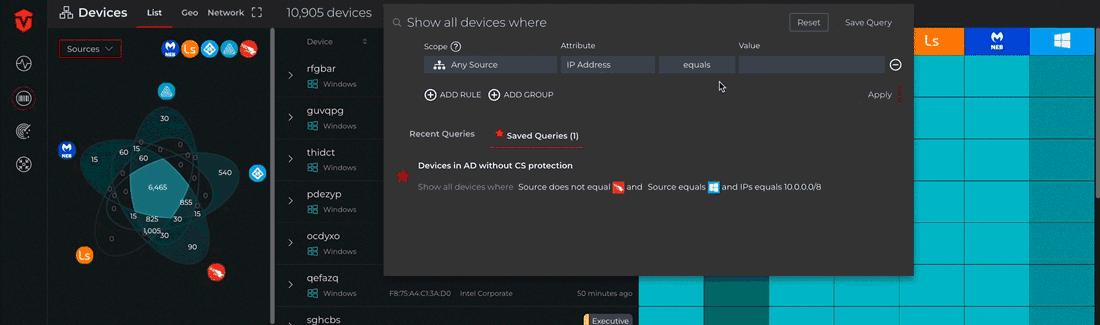 Devices
List
Geo
Network
10,905 devices
Sources
Ls
30
15
60
60
540
6,465
855
15
15
825
30
30
1,005
90
NEB
Ls
Device
rfgbar
Windows
guvqpg
Windows
thidct
Windows
pdezyp
Windows
ocdyxo
Windows
qefazq
Windows
F8:75:A4:C1:3A:D0
Intel Corporate
50 minutes ago
sghcbs
Executive
Show all devices where
Reset
Save Query
Scope ?
Attribute
Value
Any Source
IP Address
equals
ADD RULE
ADD GROUP
Apply
Recent Queries
Saved Queries (1)
Devices in AD without CS protection
Show all devices where Source does not equal and Source equals and IPs equals 10.0.0.0/8
Ls
NEB